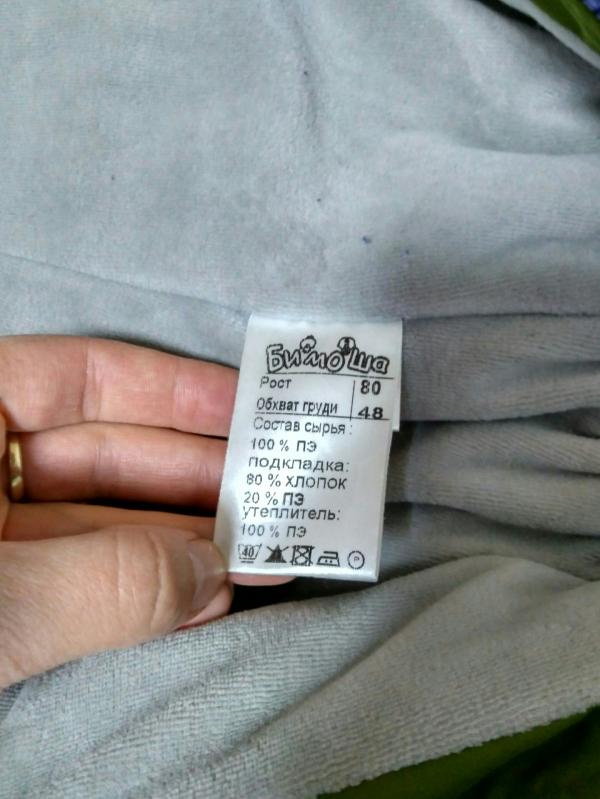 Бимоша
Рост 80
Обхват груди 48
Состав сырья :
100 % ПЭ
подкладка:
80 % хлопок
20 % ПЭ
утеплитель:
100 % ПЭ
40 P